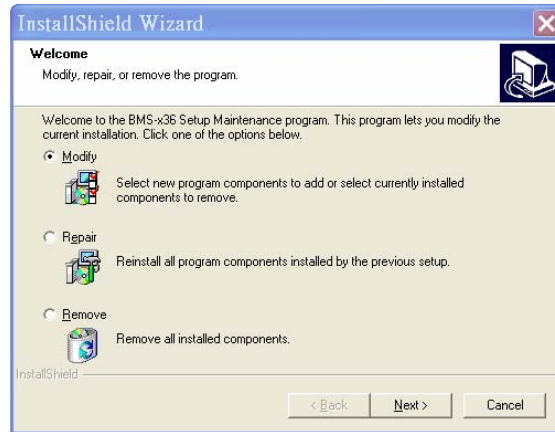 InstallShield Wizard
Welcome
Modify, repair, or remove the program.
Welcome to the BMS-x36 Setup Maintenance program. This program lets you modify the
current installation. Click one of the options below.
Modify
Select new program components to add or select currently installed
components to remove.
Repair
Reinstall all program components installed by the previous setup.
Remove
Remove all installed components.
InstallShield
< Back
Next >
Cancel